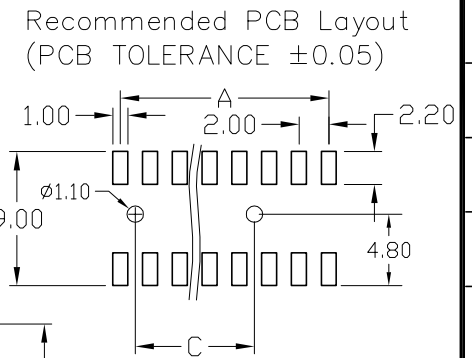 Recommended PCB Layout
(PCB TOLERANCE ±0.05)
A
1.00
2.00
2.20
ø1.10
9.00
4.80
C